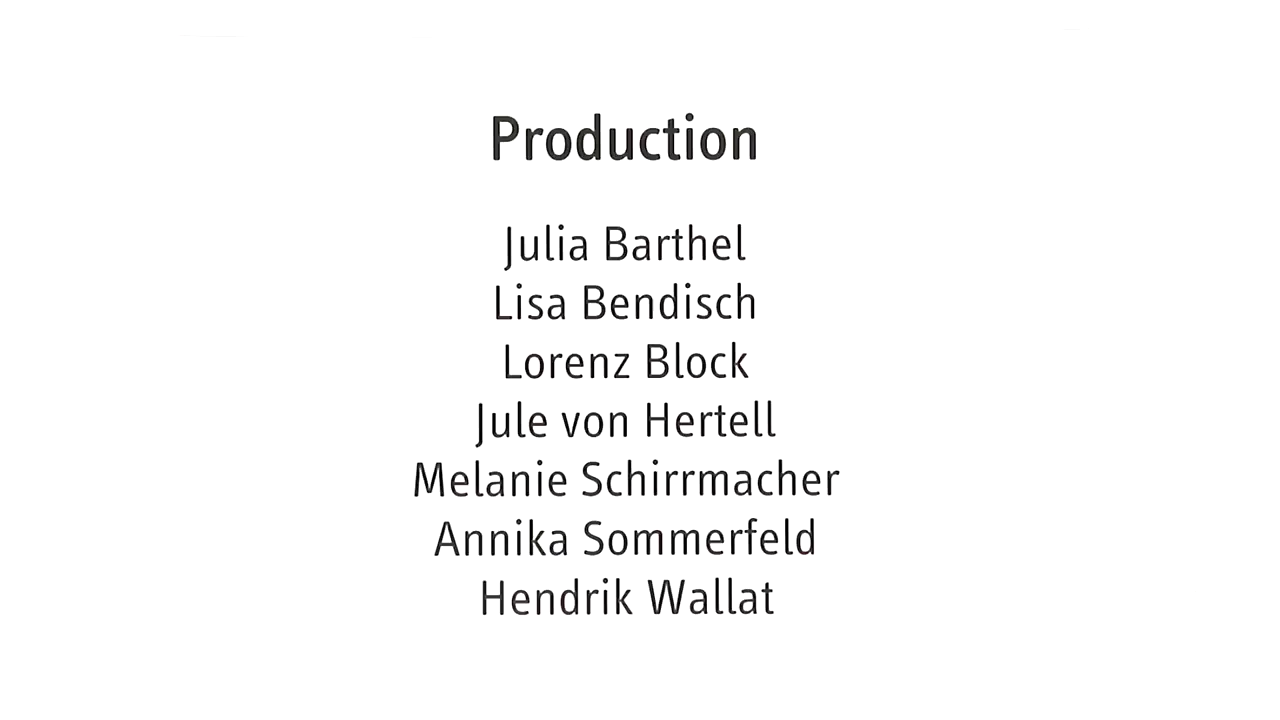 Production
Julia Barthel
Lisa Bendisch
Lorenz Block
Jule von Hertell
Melanie Schirrmacher
Annika Sommerfeld
Hendrik Wallat